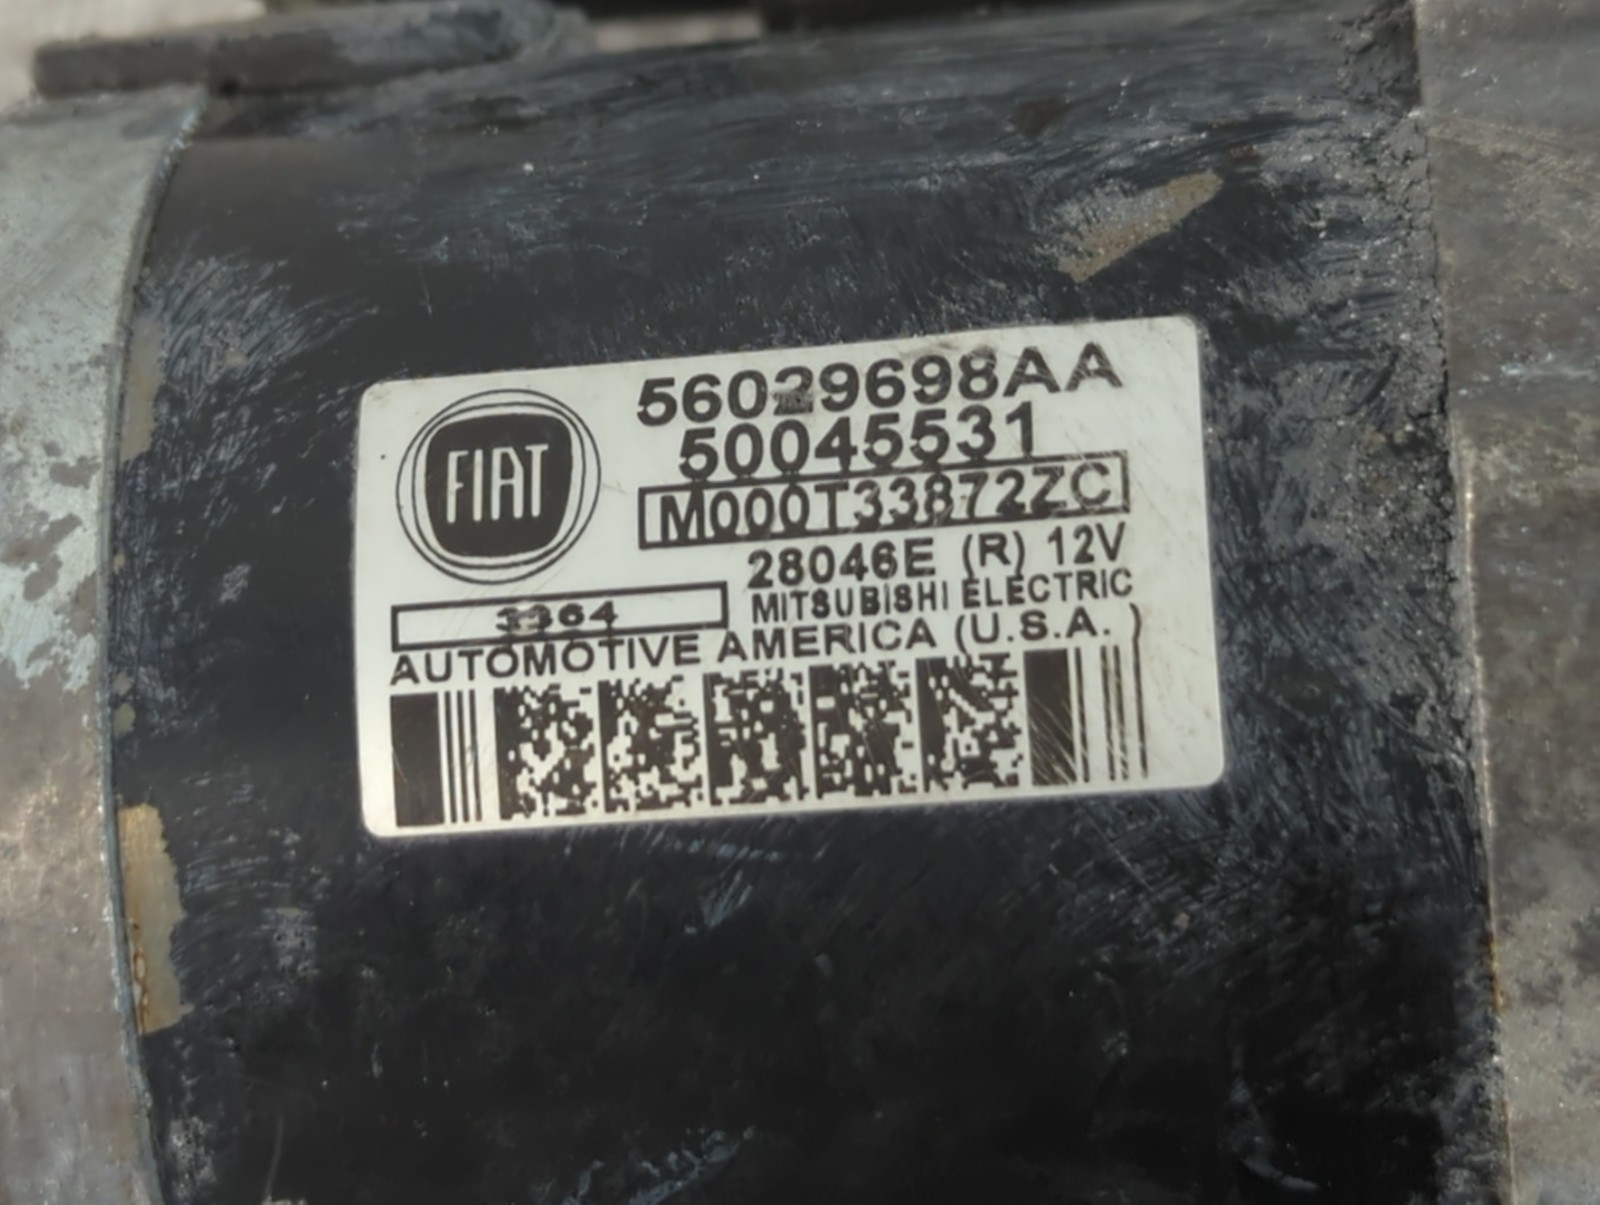 FIAT
56029698AA
50045531
M000T33872ZC
28046E (R) 12V
3364
MITSUBISHI ELECTRIC
AUTOMOTIVE AMERICA (U.S.A. )